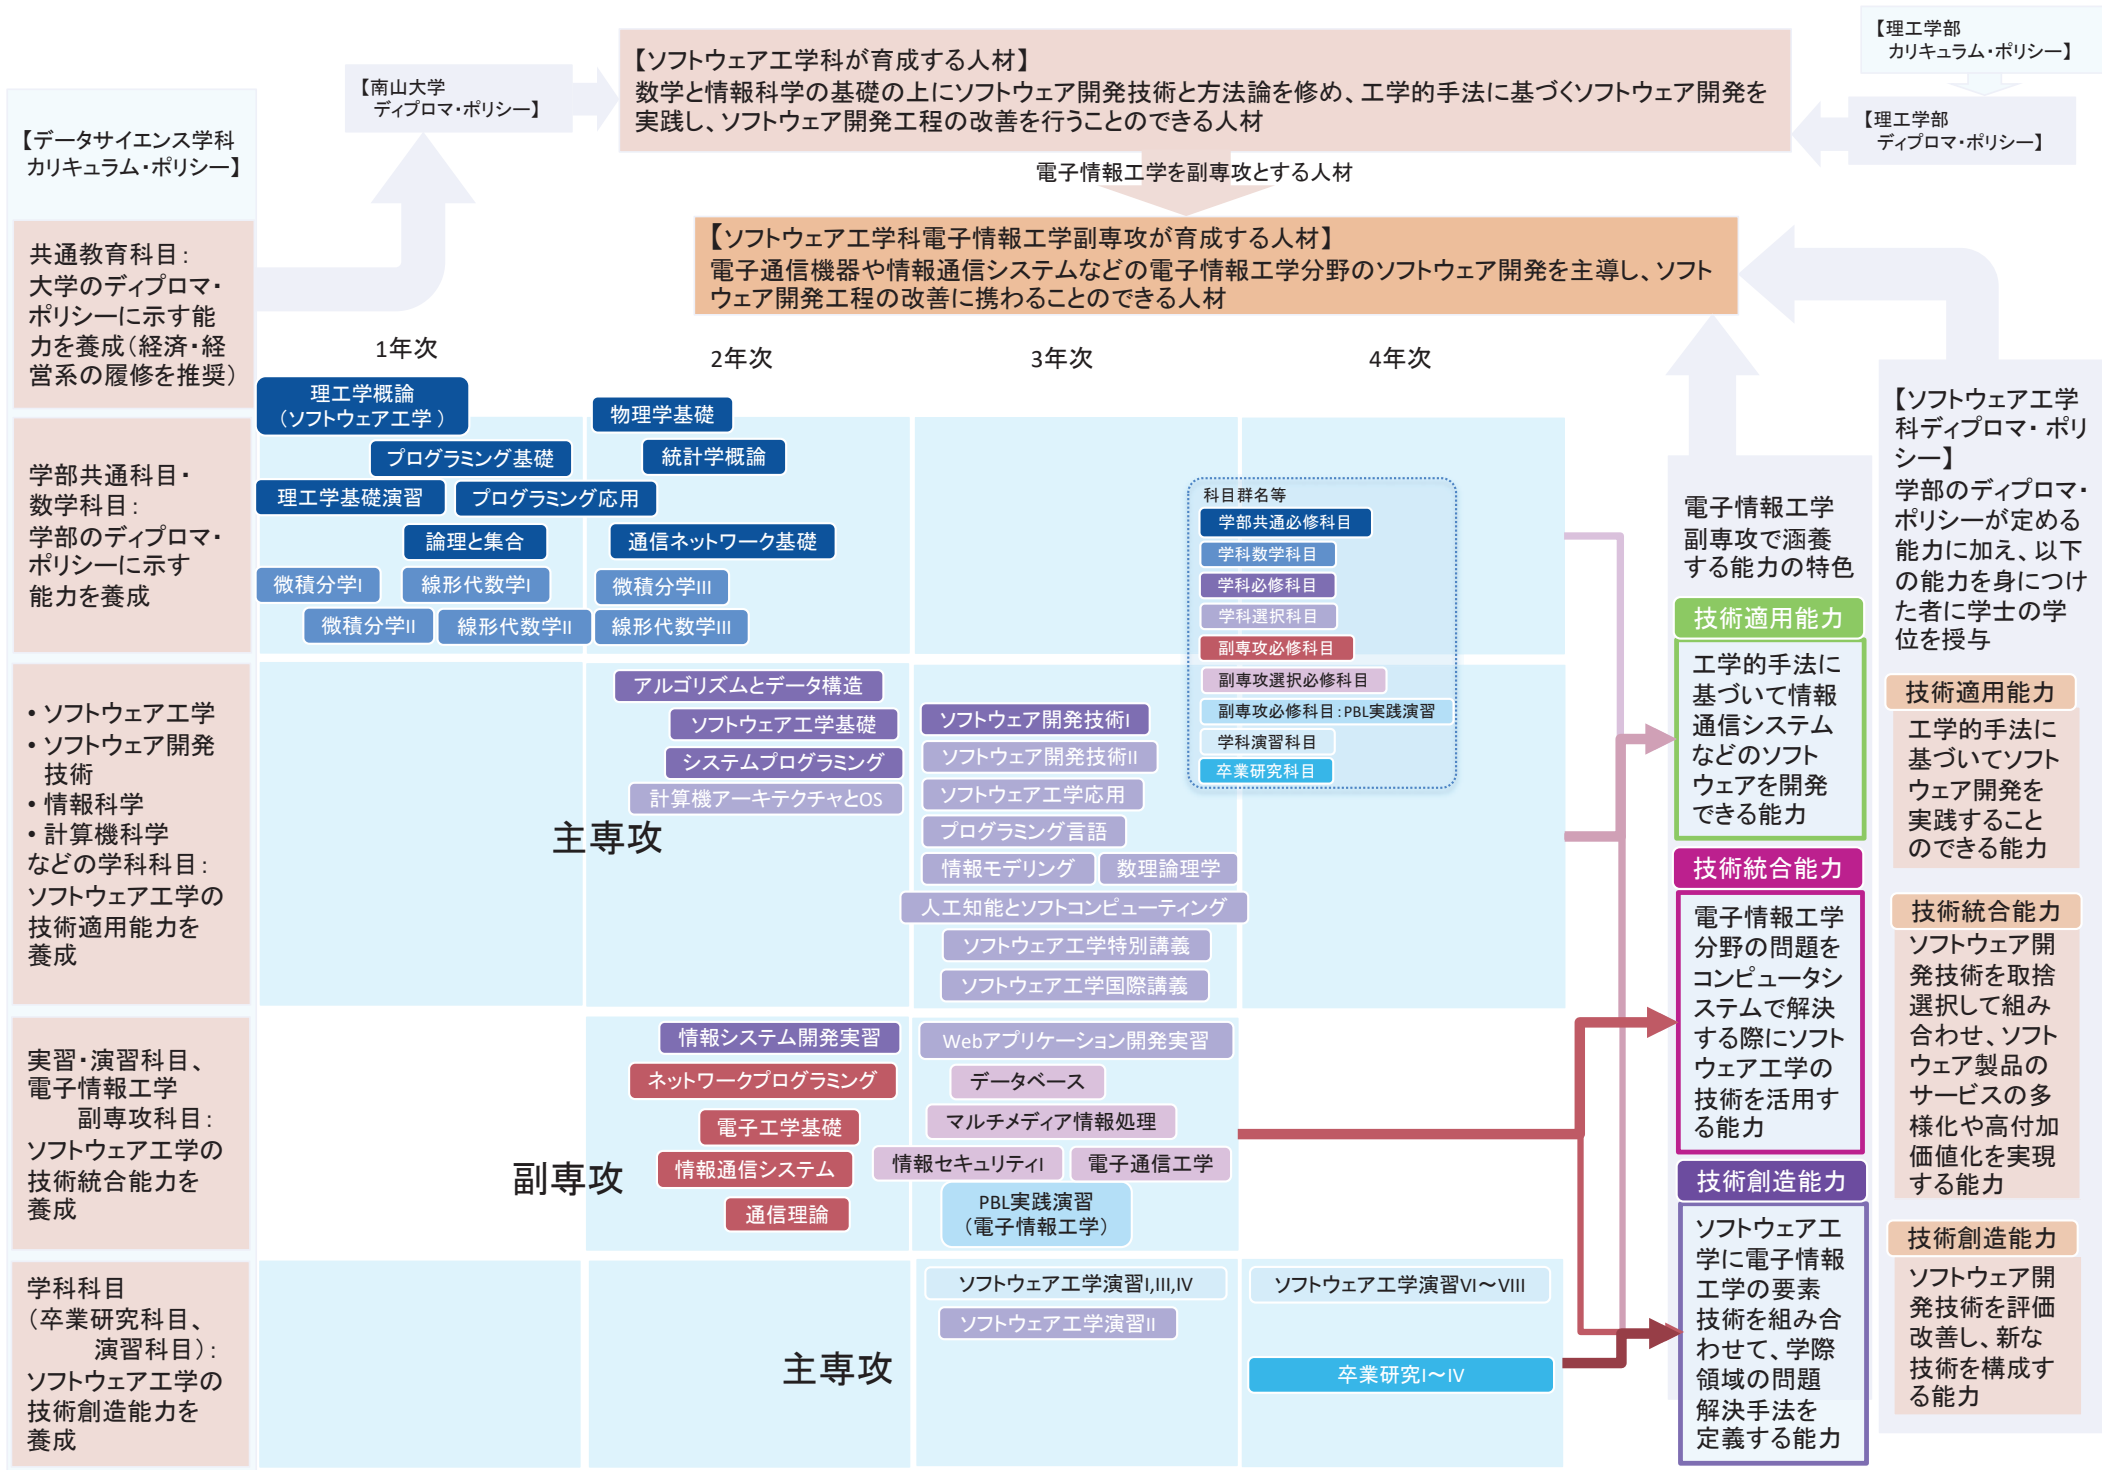 【理工学部
カリキュラム・ポリシー】
【ソフトウェア工学科が育成する人材】
数学と情報科学の基礎の上にソフトウェア開発技術と方法論を修め、工学的手法に基づくソフトウェア開発を
実践し、ソフトウェア開発工程の改善を行うことのできる人材
【南山大学
ディプロマ・ポリシー】
【理工学部
ディプロマ・ポリシー】
【データサイエンス学科
カリキュラム・ポリシー】
電子情報工学を副専攻とする人材
【ソフトウェア工学科電子情報工学副専攻が育成する人材】
電子通信機器や情報通信システムなどの電子情報工学分野のソフトウェア開発を主導し、ソフト
ウェア開発工程の改善に携わることのできる人材
共通教育科目：
大学のディプロマ・
ポリシーに示す能
力を養成（経済・経
営系の履修を推奨）
1年次
2年次
3年次
4年次
学部共通科目・
数学科目：
学部のディプロマ・
ポリシーに示す
能力を養成
理工学概論
（ソフトウェア工学 ）
プログラミング基礎
理工学基礎演習
プログラミング応用
論理と集合
微積分学I
線形代数学I
微積分学II
線形代数学II
物理学基礎
統計学概論
通信ネットワーク基礎
微積分学III
線形代数学III
科目群名等
学部共通必修科目
学科数学科目
学科必修科目
学科選択科目
副専攻必修科目
副専攻選択必修科目
副専攻必修科目：PBL実践演習
学科演習科目
卒業研究科目
• ソフトウェア工学
• ソフトウェア開発
技術
• 情報科学
• 計算機科学
などの学科科目：
ソフトウェア工学の
技術適用能力を
養成
主専攻
アルゴリズムとデータ構造
ソフトウェア工学基礎
システムプログラミング
計算機アーキテクチャとOS
ソフトウェア開発技術I
ソフトウェア開発技術II
ソフトウェア工学応用
プログラミング言語
情報モデリング
数理論理学
人工知能とソフトコンピューティング
ソフトウェア工学特別講義
ソフトウェア工学国際講義
実習・演習科目、
電子情報工学
副専攻科目：
ソフトウェア工学の
技術統合能力を
養成
副専攻
情報システム開発実習
ネットワークプログラミング
電子工学基礎
情報通信システム
通信理論
Webアプリケーション開発実習
データベース
マルチメディア情報処理
情報セキュリティI
電子通信工学
PBL実践演習
（電子情報工学）
学科科目
（卒業研究科目、
演習科目）：
ソフトウェア工学の
技術創造能力を
養成
主専攻
ソフトウェア工学演習I,III,IV
ソフトウェア工学演習II
ソフトウェア工学演習VI～VIII
卒業研究I～IV
電子情報工学
副専攻で涵養
する能力の特色
技術適用能力
工学的手法に
基づいて情報
通信システム
などのソフト
ウェアを開発
できる能力
技術統合能力
電子情報工学
分野の問題を
コンピュータシ
ステムで解決
する際にソフト
ウェア工学の
技術を活用す
る能力
技術創造能力
ソフトウェア工
学に電子情報
工学の要素
技術を組み合
わせて、学際
領域の問題
解決手法を
定義する能力
【ソフトウェア工学
科ディプロマ・ ポリ
シー】
学部のディプロマ・
ポリシーが定める
能力に加え、以下
の能力を身につけ
た者に学士の学
位を授与
技術適用能力
工学的手法に
基づいてソフト
ウェア開発を
実践すること
のできる能力
技術統合能力
ソフトウェア開
発技術を取捨
選択して組み
合わせ、ソフト
ウェア製品の
サービスの多
様化や高付加
価値化を実現
する能力
技術創造能力
ソフトウェア開
発技術を評価
改善し、新な
技術を構成す
る能力